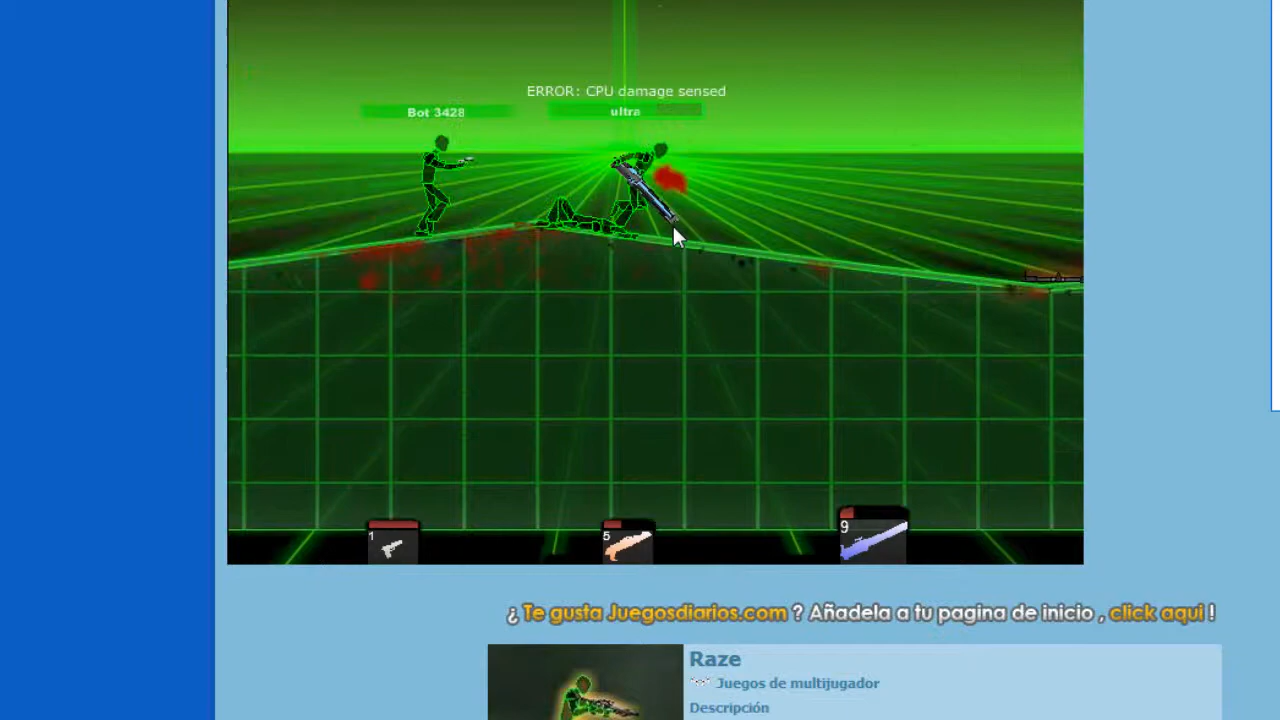 ERROR: CPU damage sensed
Bot 3428
ultra
1
5
9
¿ Te gusta Juegosdiarios.com ? Añadela a tu pagina de inicio , click aqui !
Raze
Juegos de multijugador
Descripción